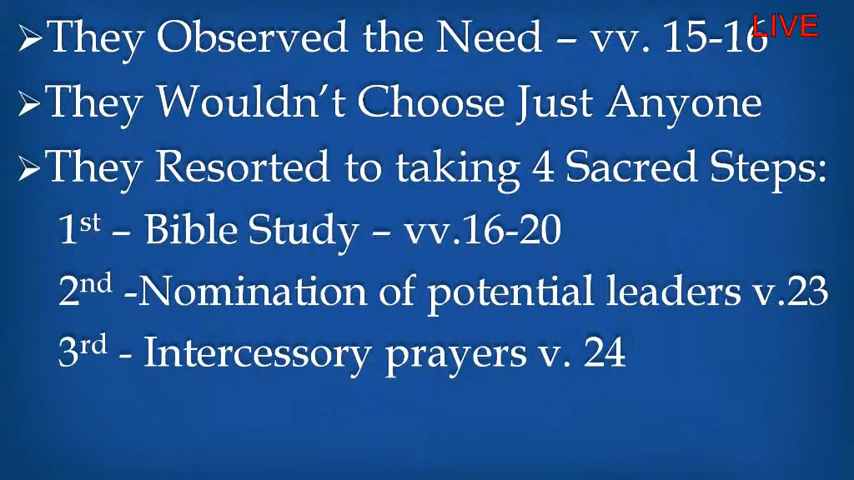 ➢They Observed the Need – vv. 15-16
LIVE
➢They Wouldn't Choose Just Anyone
➢They Resorted to taking 4 Sacred Steps:
1st – Bible Study – vv.16-20
2nd -Nomination of potential leaders v.23
3rd - Intercessory prayers v. 24